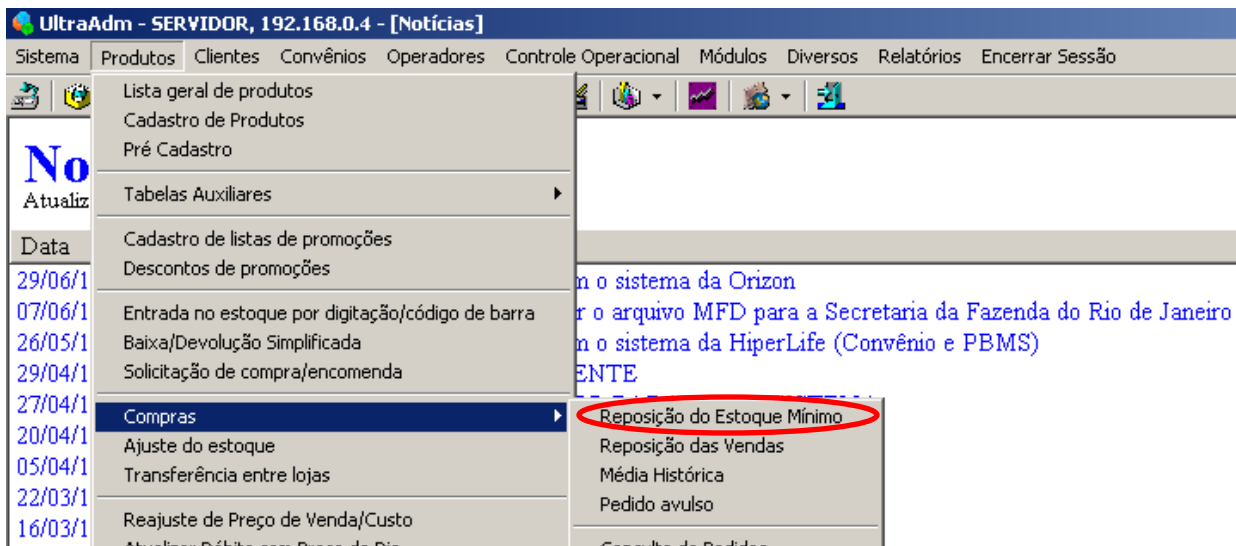 UltraAdm - SERVIDOR, 192.168.0.4 - [Notícias]
Sistema Produtos Clientes Convênios Operadores Controle Operacional Módulos Diversos Relatórios Encerrar Sessão
Lista geral de produtos
Cadastro de Produtos
Pré Cadastro
No
Atualiz
Tabelas Auxiliares
Data
Cadastro de listas de promoções
Descontos de promoções
29/06/1 m o sistema da Orizon
07/06/1 Entrada no estoque por digitação/código de barra r o arquivo MFD para a Secretaria da Fazenda do Rio de Janeiro
26/05/1 Baixa/Devolução Simplificada m o sistema da HiperLife (Convênio e PBMS)
29/04/1 Solicitação de compra/encomenda ENTE
27/04/1 Compras Reposição do Estoque Mínimo
20/04/1 Ajuste do estoque Reposição das Vendas
05/04/1 Transferência entre lojas Média Histórica
22/03/1 Pedido avulso
16/03/1 Reajuste de Preço de Venda/Custo